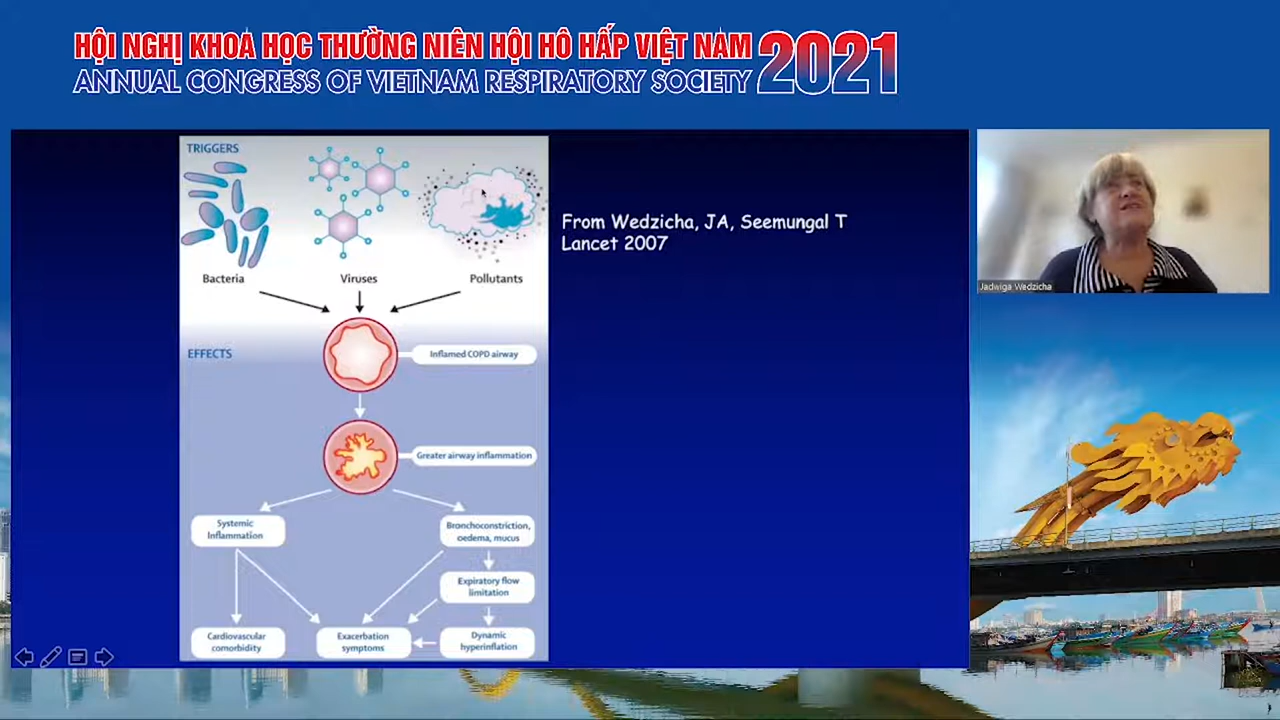 HỘI NGHỊ KHOA HỌC THƯỜNG NIÊN HỘI HÔ HẤP VIỆT NAM 2021
ANNUAL CONGRESS OF VIETNAM RESPIRATORY SOCIETY
TRIGGERS
Bacteria
Viruses
Pollutants
From Wedzicha, JA, Seemungal T
Lancet 2007
Jadwiga Wedzicha
EFFECTS
Inflamed COPD airway
Greater airway inflammation
Systemic
Inflammation
Bronchoconstriction,
oedema, mucus
Expiratory flow
limitation
Cardiovascular
comorbidity
Exacerbation
symptoms
Dynamic
hyperinflation